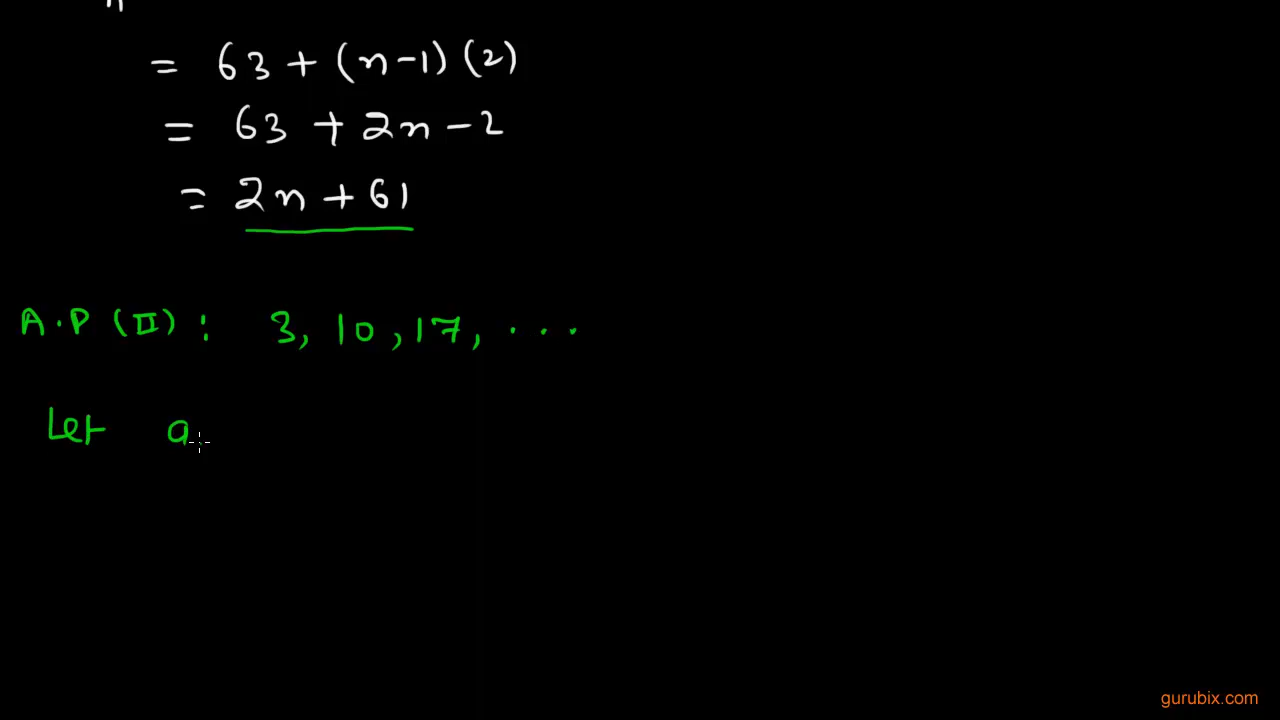 n
= 63 + (n-1) (2)
= 63 + 2n - 2
= 2n + 61
A.P (II) : 3, 10, 17, ...
Let a
gurubix.com